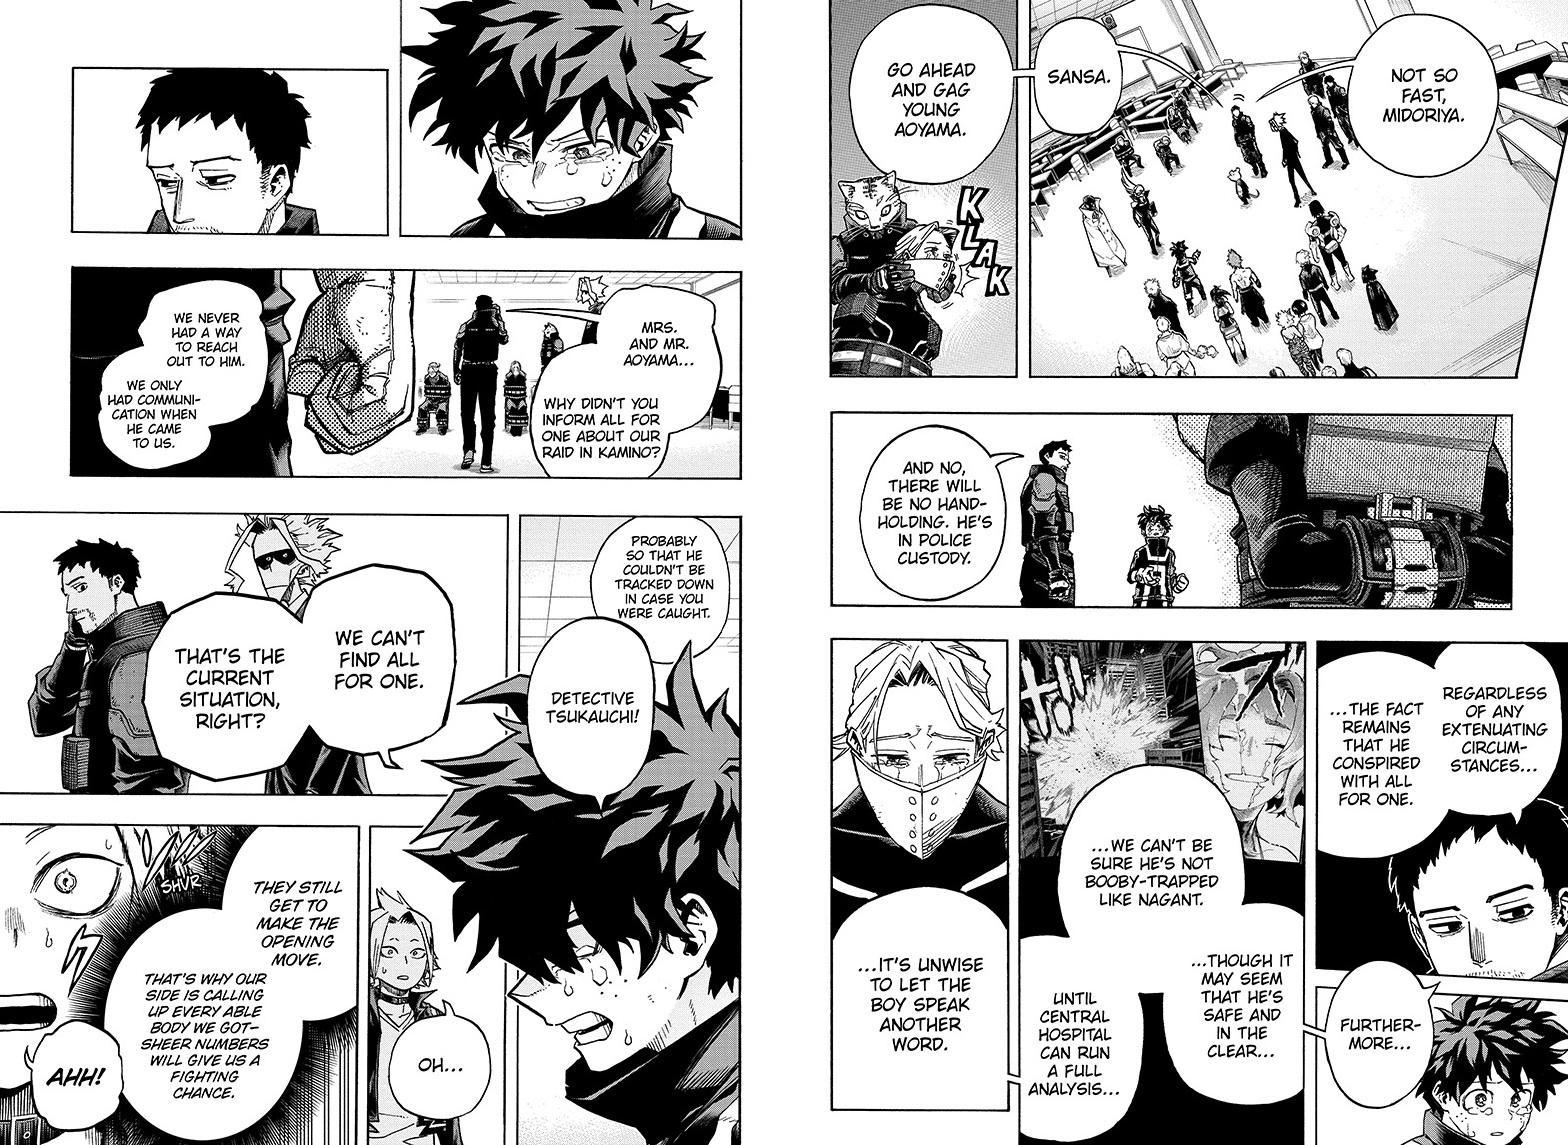 NOT SO
FAST,
MIDORIYA.
SANSA.
GO AHEAD
AND GAG
YOUNG
AOYAMA.
KLAK
AND NO,
THERE WILL
BE NO HAND-
HOLDING. HE'S
IN POLICE
CUSTODY.
REGARDLESS
OF ANY
EXTENUATING
CIRCUM-
STANCES...
...THE FACT
REMAINS
THAT HE
CONSPIRED
WITH ALL
FOR ONE.
FURTHER-
MORE...
...WE CAN'T BE
SURE HE'S NOT
BOOBY-TRAPPED
LIKE NAGANT.
...THOUGH IT
MAY SEEM
THAT HE'S
SAFE AND
IN THE
CLEAR...
UNTIL
CENTRAL
HOSPITAL
CAN RUN
A FULL
ANALYSIS...
...IT'S UNWISE
TO LET THE
BOY SPEAK
ANOTHER
WORD.
MRS.
AND MR.
AOYAMA...
WHY DIDN'T YOU
INFORM ALL FOR
ONE ABOUT OUR
RAID IN KAMINO?
WE NEVER
HAD A WAY
TO REACH
OUT TO HIM.
WE ONLY
HAD COMMUNI-
CATION WHEN
HE CAME
TO US.
PROBABLY
SO THAT HE
COULDN'T BE
TRACKED DOWN
IN CASE YOU
WERE CAUGHT.
DETECTIVE
TSUKAUCHI!
WE CAN'T
FIND ALL
FOR ONE.
THAT'S THE
CURRENT
SITUATION,
RIGHT?
OH...
THEY STILL
GET TO
MAKE THE
OPENING
MOVE.
THAT'S WHY OUR
SIDE IS CALLING
UP EVERY ABLE
BODY WE GOT—
SHEER NUMBERS
WILL GIVE US A
FIGHTING
CHANCE.
SHVR
AHH!